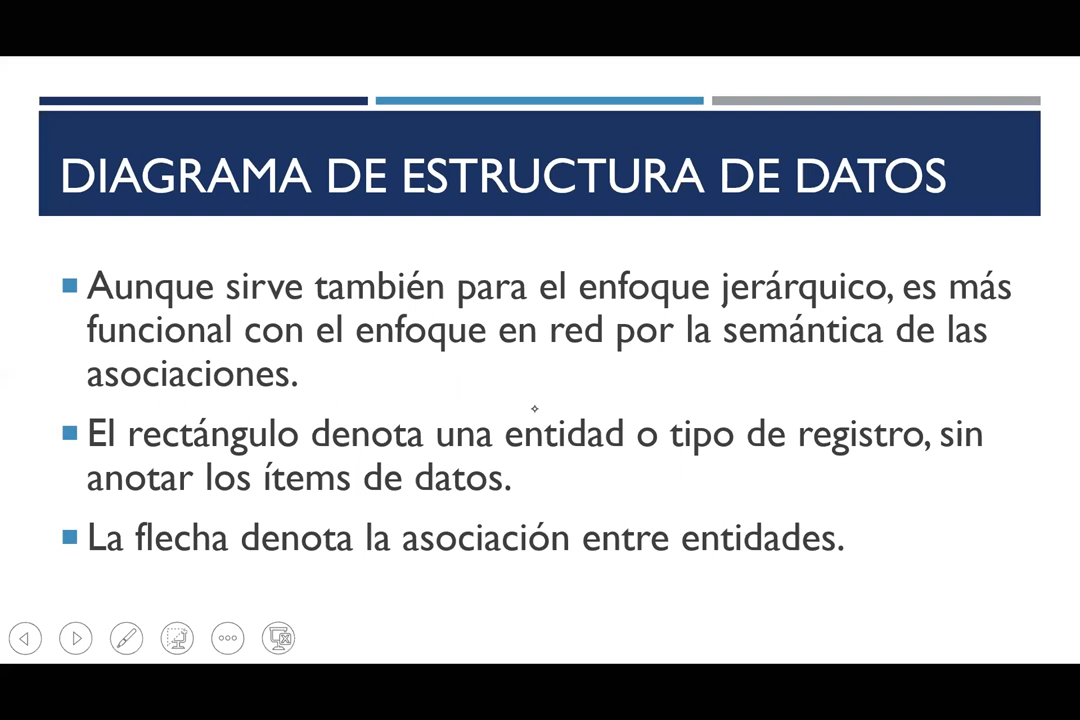 DIAGRAMA DE ESTRUCTURA DE DATOS
Aunque sirve también para el enfoque jerárquico, es más
funcional con el enfoque en red por la semántica de las
asociaciones.
El rectángulo denota una entidad o tipo de registro, sin
anotar los ítems de datos.
La flecha denota la asociación entre entidades.